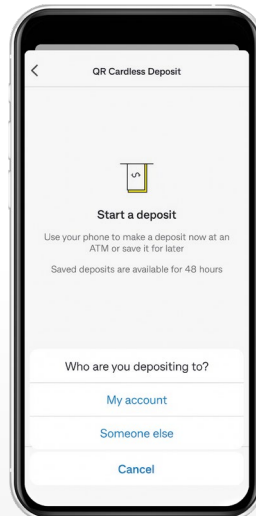 QR Cardless Deposit
$
Start a deposit
Use your phone to make a deposit now at an
ATM or save it for later
Saved deposits are available for 48 hours
Who are you depositing to?
My account
Someone else
Cancel